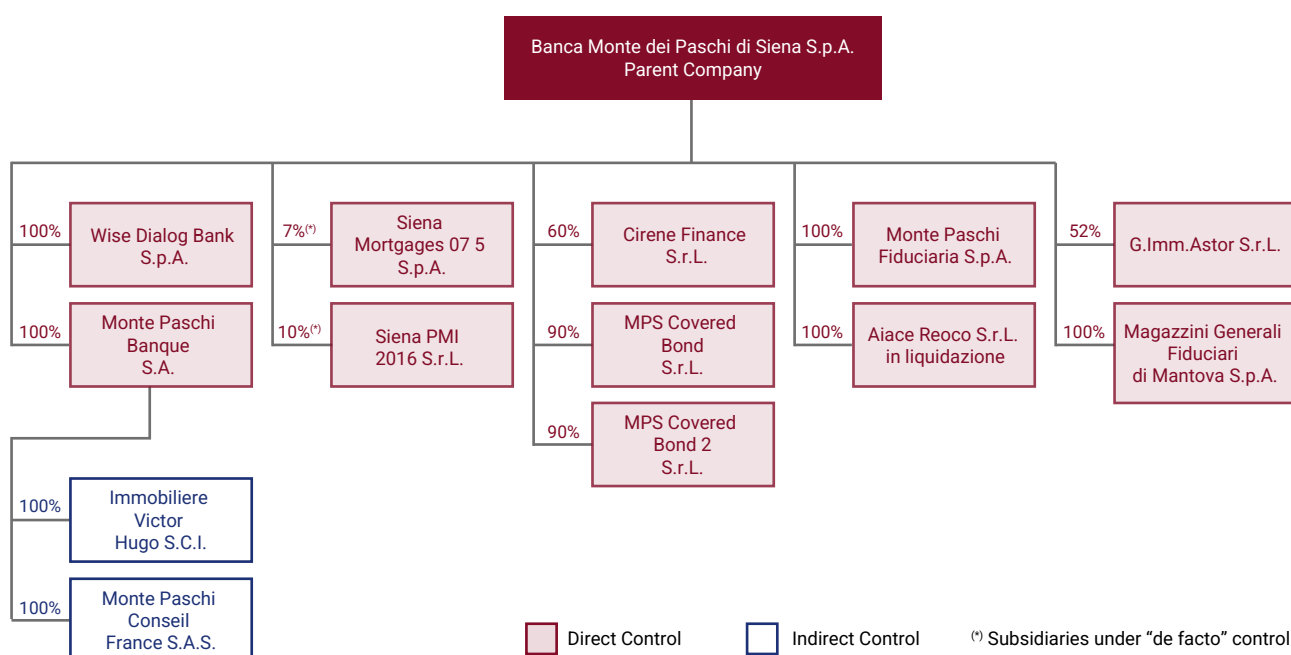 Banca Monte dei Paschi di Siena S.p.A.
Parent Company
100%
Wise Dialog Bank
S.p.A.
100%
Monte Paschi
Banque
S.A.
100%
Immobiliere
Victor
Hugo S.C.I.
100%
Monte Paschi
Conseil
France S.A.S.
7%(*)
Siena
Mortgages 07 5
S.p.A.
10%(*)
Siena PMI
2016 S.r.L.
60%
Cirene Finance
S.r.L.
90%
MPS Covered
Bond
S.r.L.
90%
MPS Covered
Bond 2
S.r.L.
100%
Monte Paschi
Fiduciaria S.p.A.
100%
Aiace Reoco S.r.L.
in liquidazione
52%
G.Imm.Astor S.r.L.
100%
Magazzini Generali
Fiduciari
di Mantova S.p.A.
Direct Control
Indirect Control
(*) Subsidiaries under “de facto” control